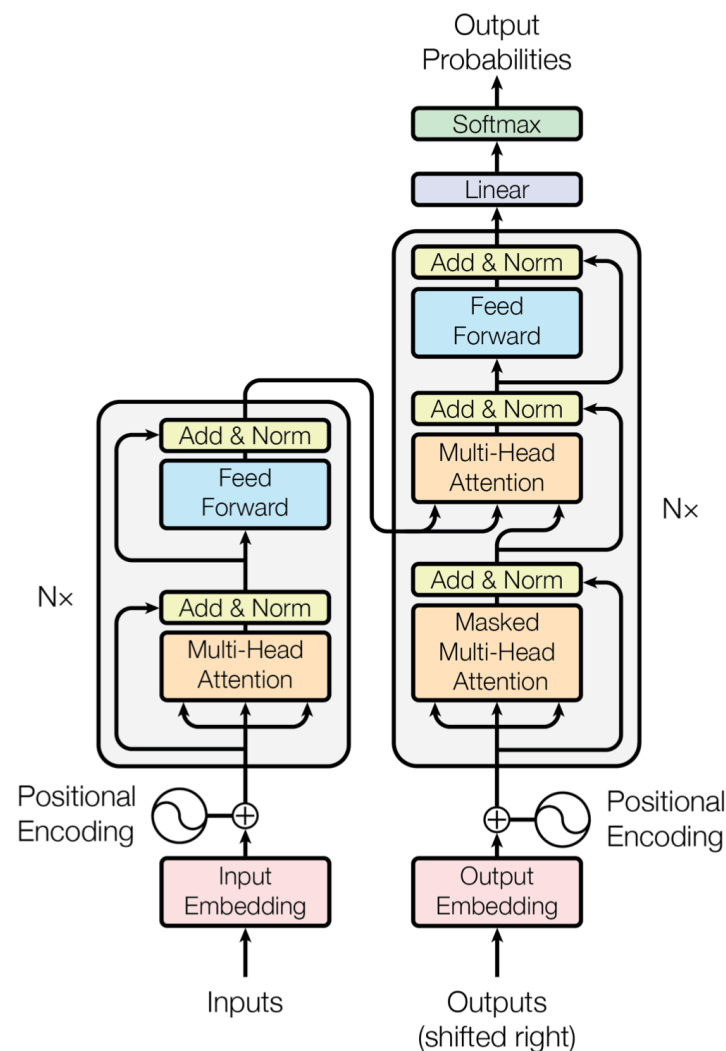 Output
Probabilities
Softmax
Linear
Add & Norm
Feed
Forward
Add & Norm
Multi-Head
Attention
Add & Norm
Masked
Multi-Head
Attention
Nx
Add & Norm
Feed
Forward
Add & Norm
Multi-Head
Attention
Nx
Positional
Encoding
Positional
Encoding
Input
Embedding
Output
Embedding
Inputs
Outputs
(shifted right)